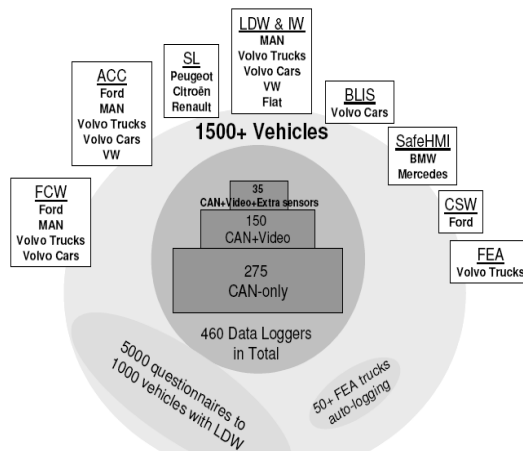 LDW & IW
MAN
Volvo Trucks
Volvo Cars
VW
Fiat
SL
Peugeot
Citroën
Renault
ACC
Ford
MAN
Volvo Trucks
Volvo Cars
VW
BLIS
Volvo Cars
SafeHMI
BMW
Mercedes
FCW
Ford
MAN
Volvo Trucks
Volvo Cars
CSW
Ford
FEA
Volvo Trucks
1500+ Vehicles
35
CAN+Video+Extra sensors
150
CAN+Video
275
CAN-only
460 Data Loggers
in Total
5000 questionnaires to
1000 vehicles with LDW
50+ FEA trucks
auto-logging